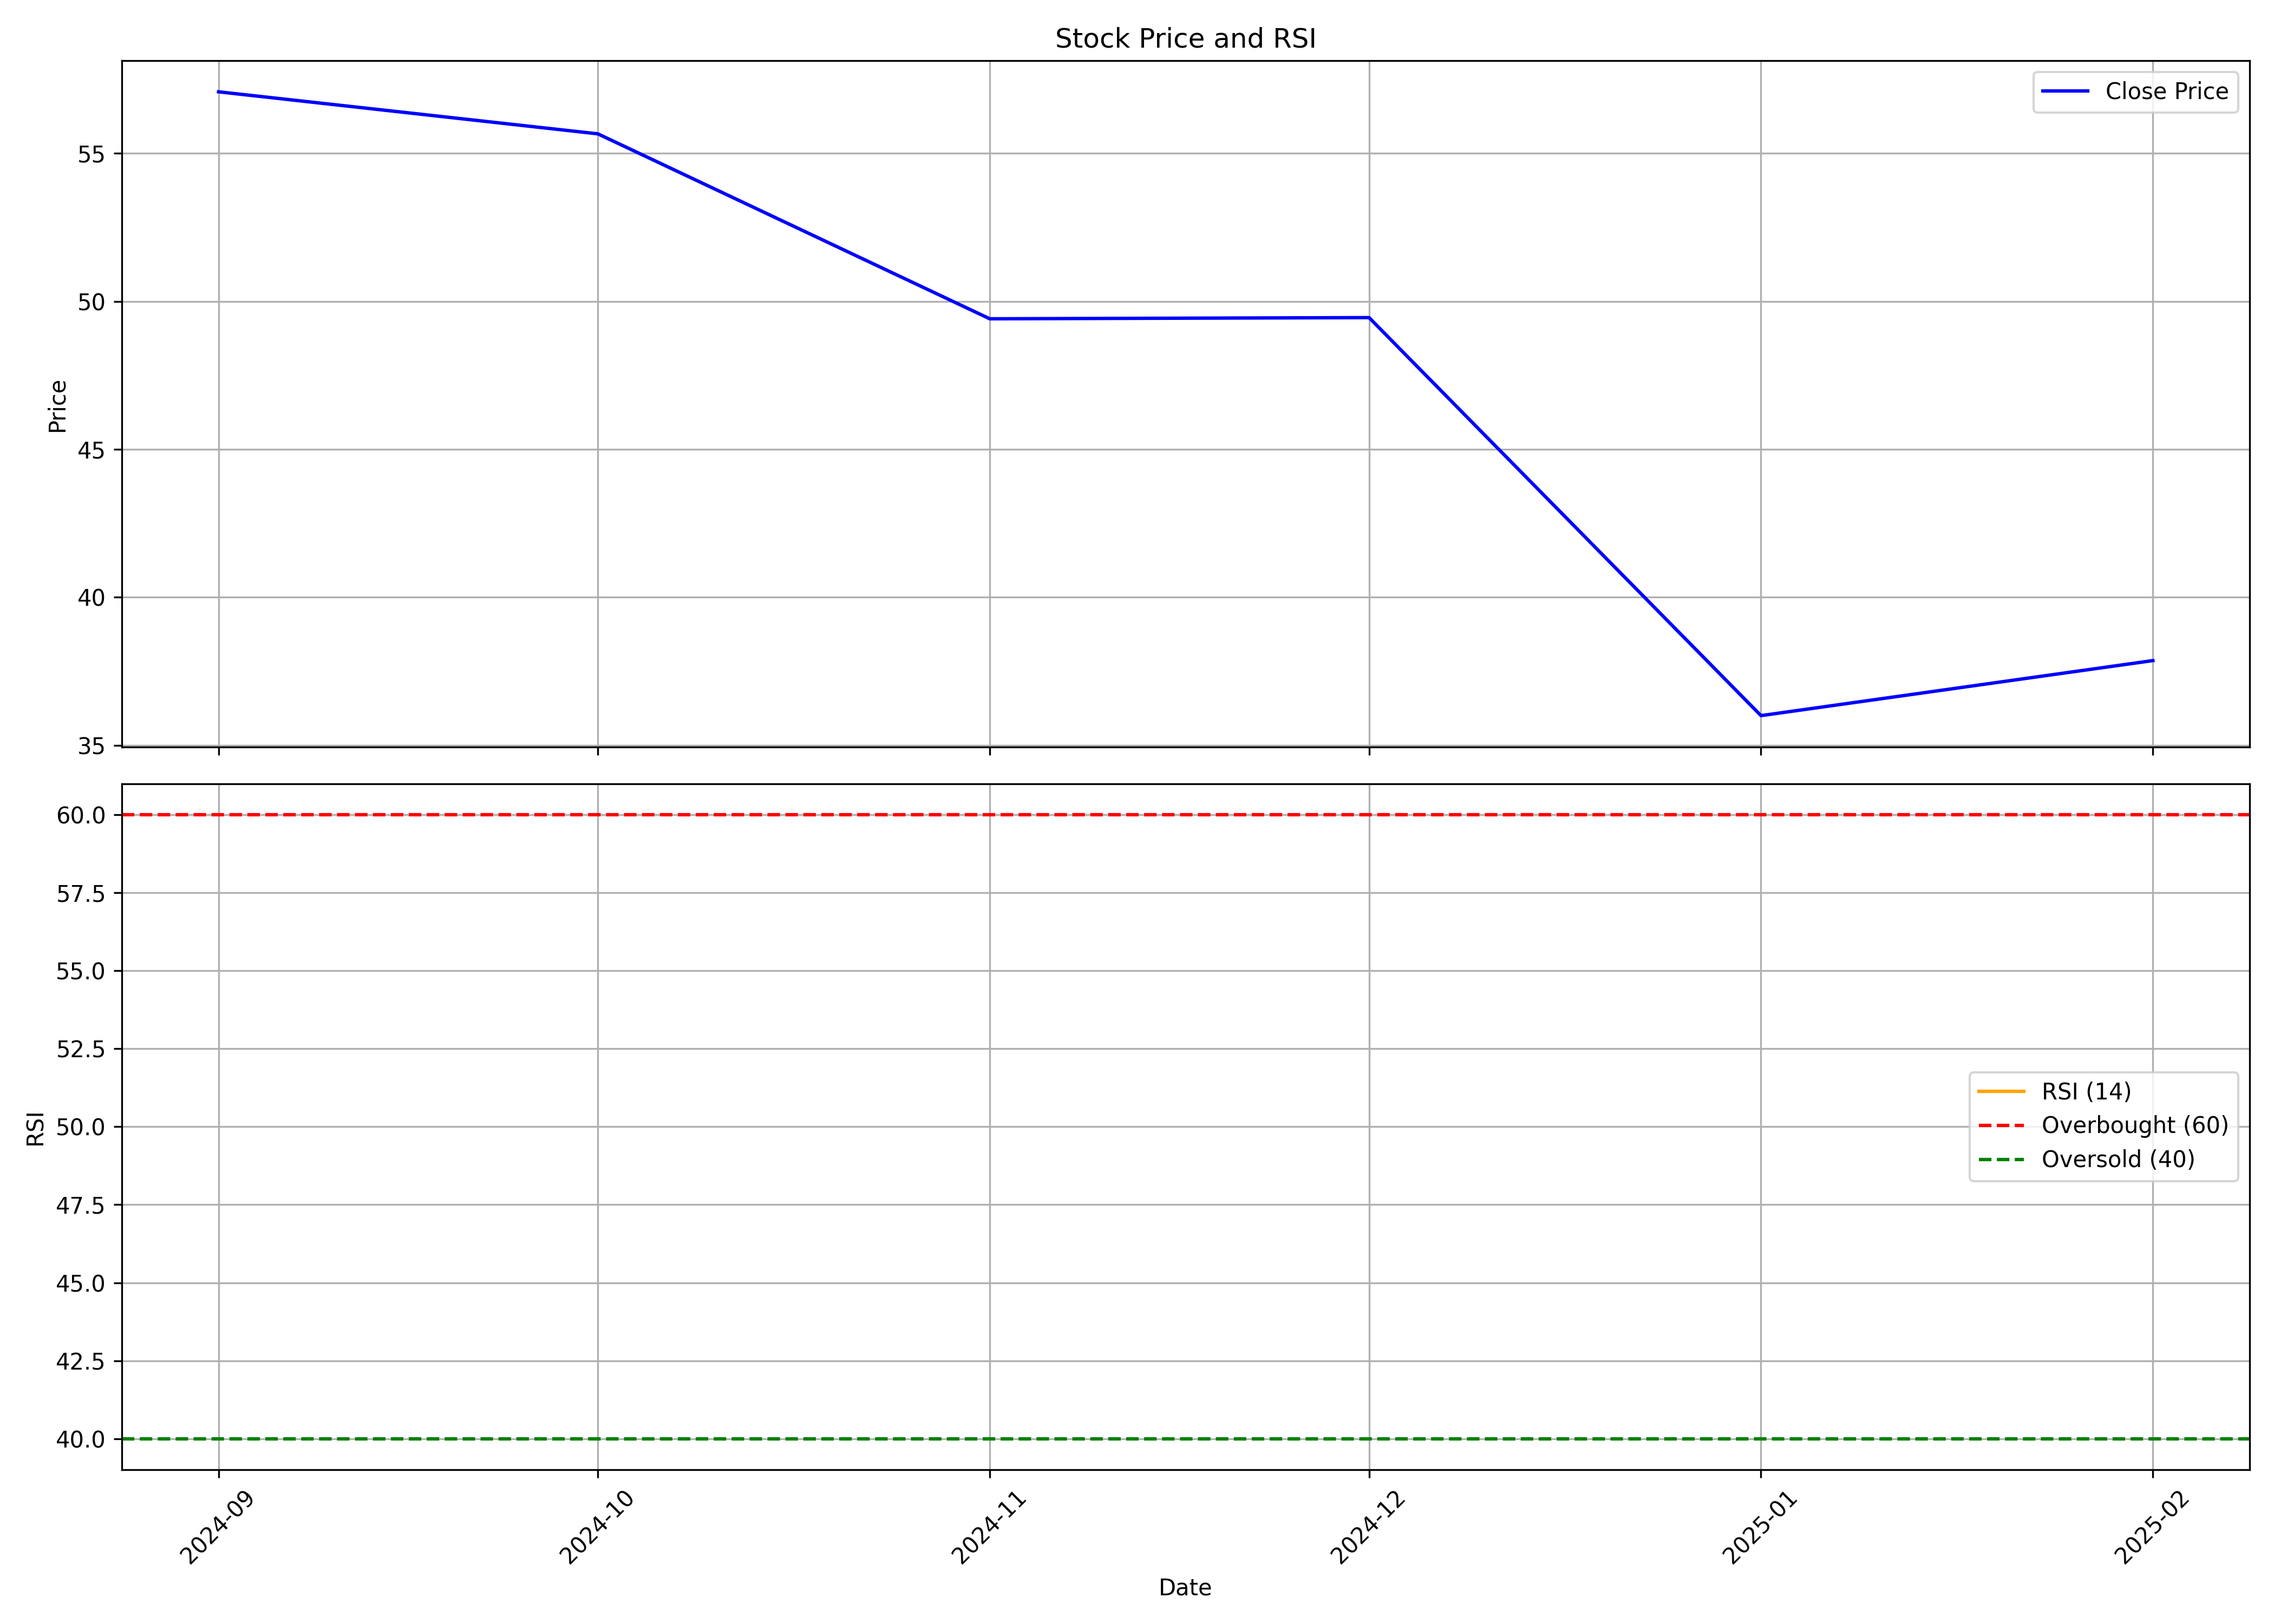 Stock Price and RSI
Close Price
55
50
45
40
35
Price
60.0
57.5
55.0
52.5
50.0
47.5
45.0
42.5
40.0
RSI
RSI (14)
Overbought (60)
Oversold (40)
2024-09
2024-10
2024-11
2024-12
2025-01
2025-02
Date